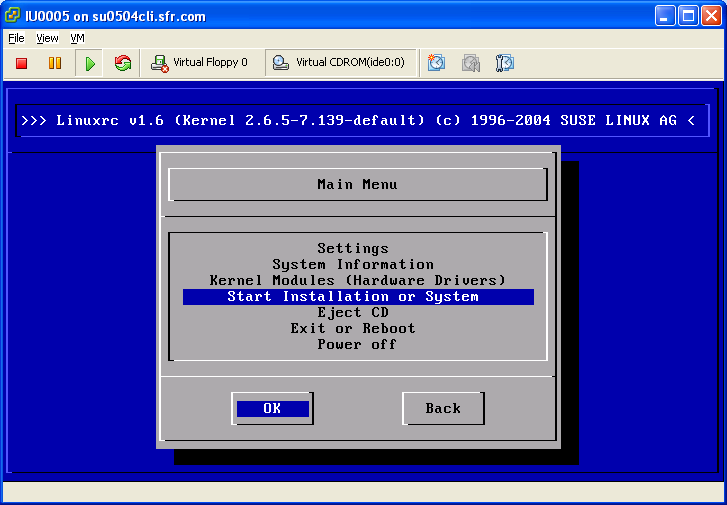 IU0005 on su0504cli.sfr.com
File View VM
Virtual Floppy 0 Virtual CDROM(ide0:0)
>>> Linuxrc v1.6 (Kernel 2.6.5-7.139-default) (c) 1996-2004 SUSE LINUX AG <
Main Menu
Settings
System Information
Kernel Modules (Hardware Drivers)
Start Installation or System
Eject CD
Exit or Reboot
Power off
OK Back